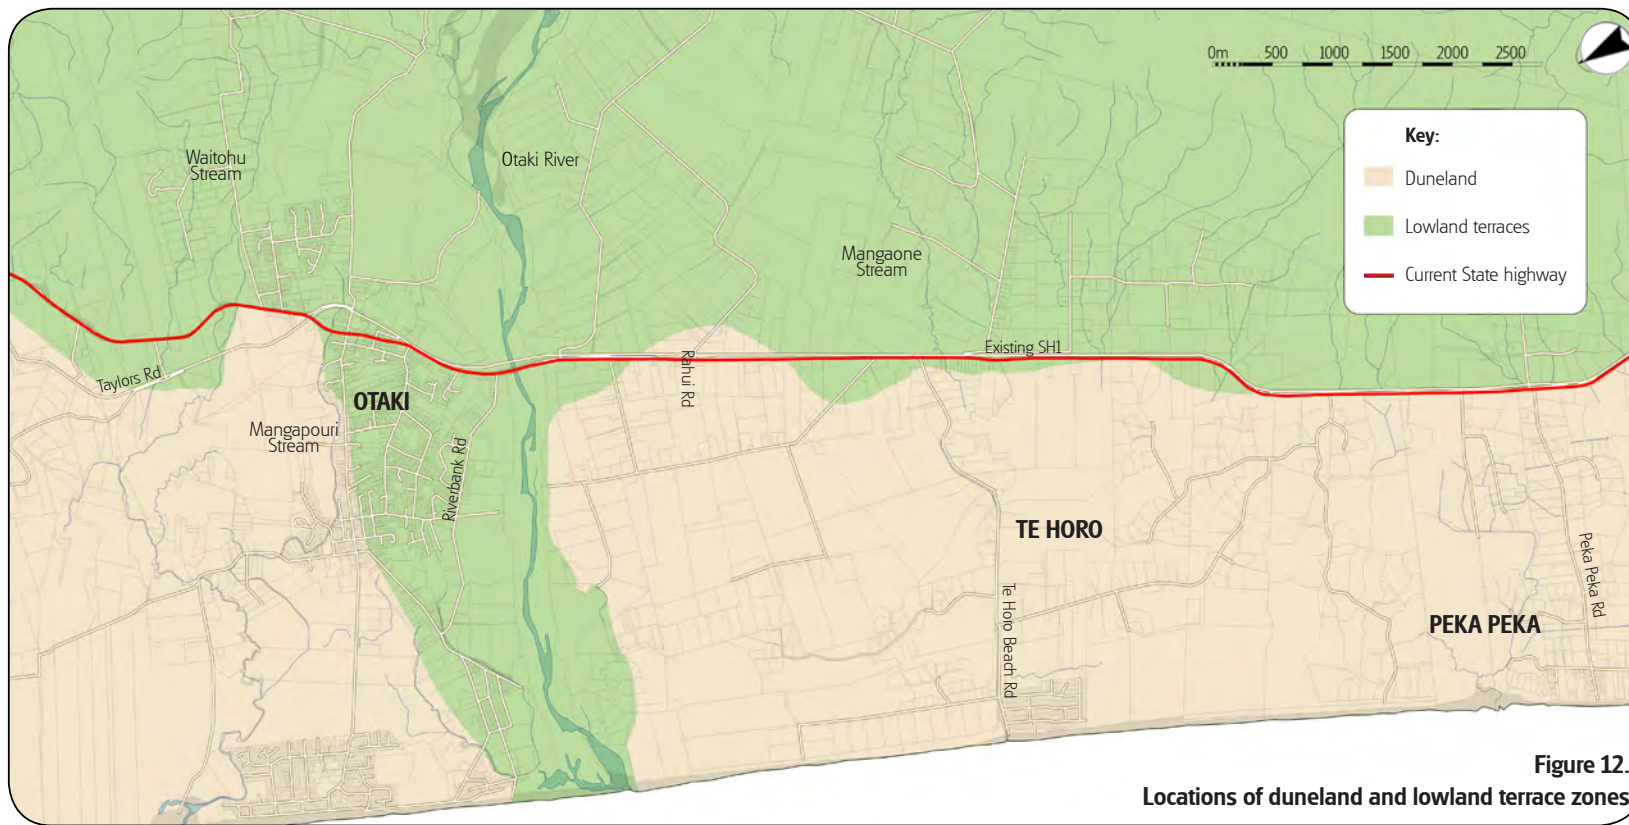 0m 500 1000 1500 2000 2500
Key:
Duneland
Lowland terraces
Current State highway
Waitohu
Stream
Otaki River
Mangaone
Stream
Existing SH1
Rahui Rd
Taylors Rd
OTAKI
Mangapouri
Stream
Riverbank Rd
TE HORO
Te Horo Beach Rd
Peka Peka Rd
PEKA PEKA
Figure 12.
Locations of duneland and lowland terrace zones